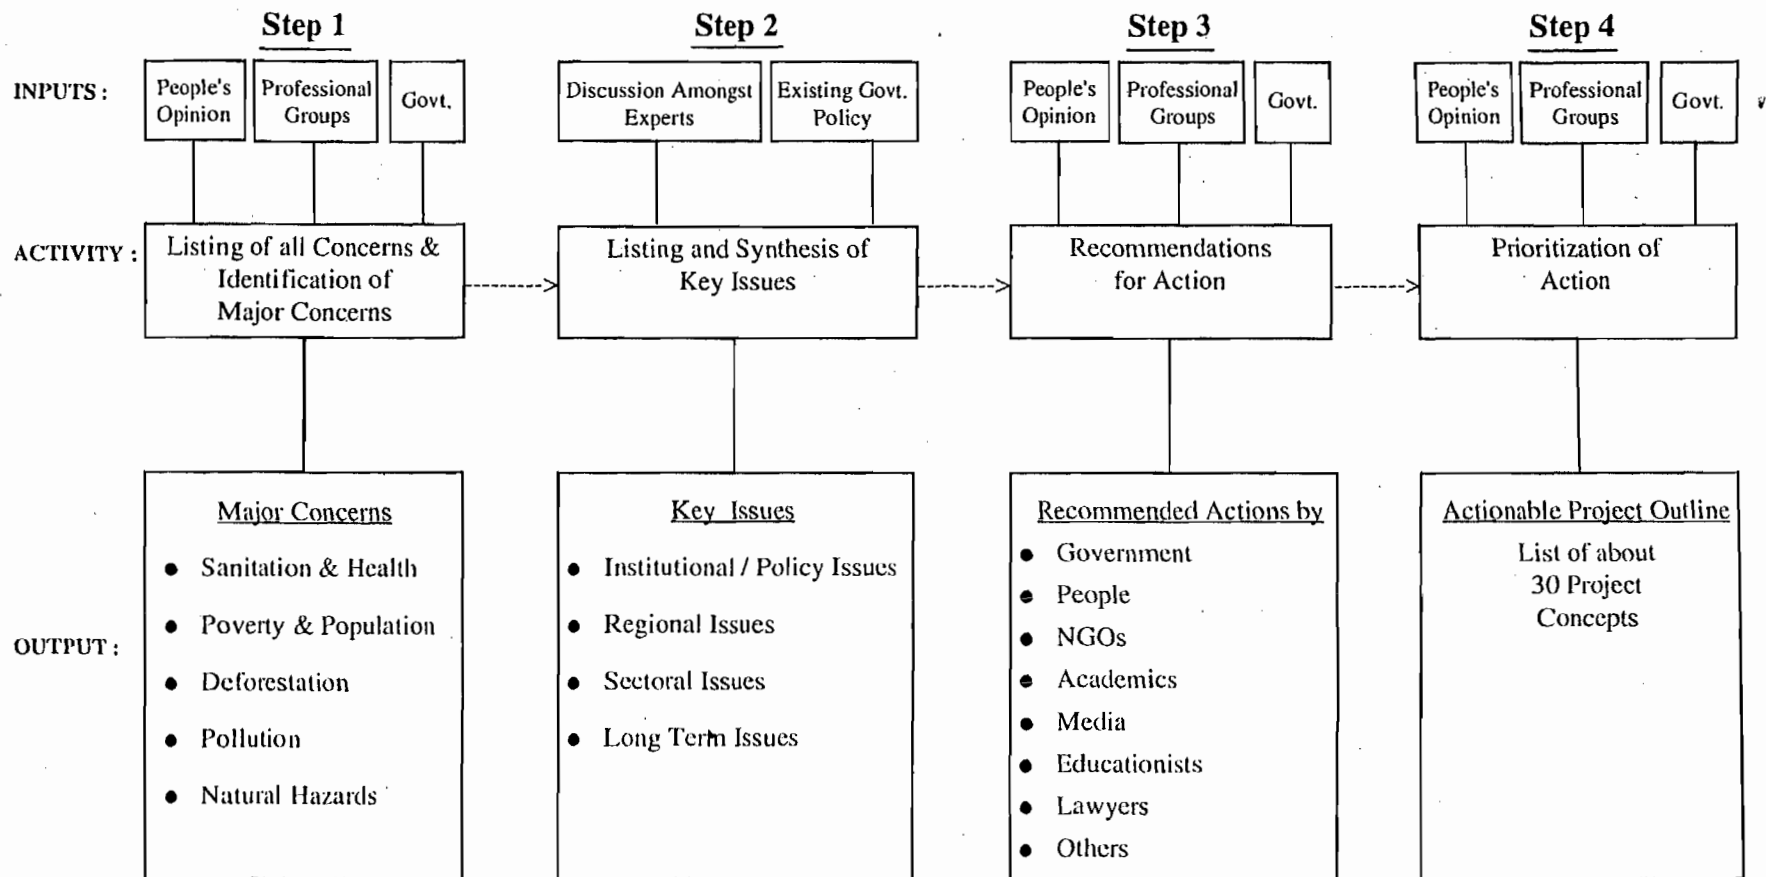 Step 1
Step 2
Step 3
Step 4
INPUTS :
People's
Opinion
Professional
Groups
Govt.
Discussion Amongst
Experts
Existing Govt.
Policy
People's
Opinion
Professional
Groups
Govt.
People's
Opinion
Professional
Groups
Govt.
ACTIVITY :
Listing of all Concerns &
Identification of
Major Concerns
Listing and Synthesis of
Key Issues
Recommendations
for Action
Prioritization of
Action
OUTPUT :
Major Concerns
● Sanitation & Health
● Poverty & Population
● Deforestation
● Pollution
● Natural Hazards
Key Issues
● Institutional / Policy Issues
● Regional Issues
● Sectoral Issues
● Long Term Issues
Recommended Actions by
● Government
● People
● NGOs
● Academics
● Media
● Educationists
● Lawyers
● Others
Actionable Project Outline
List of about
30 Project
Concepts